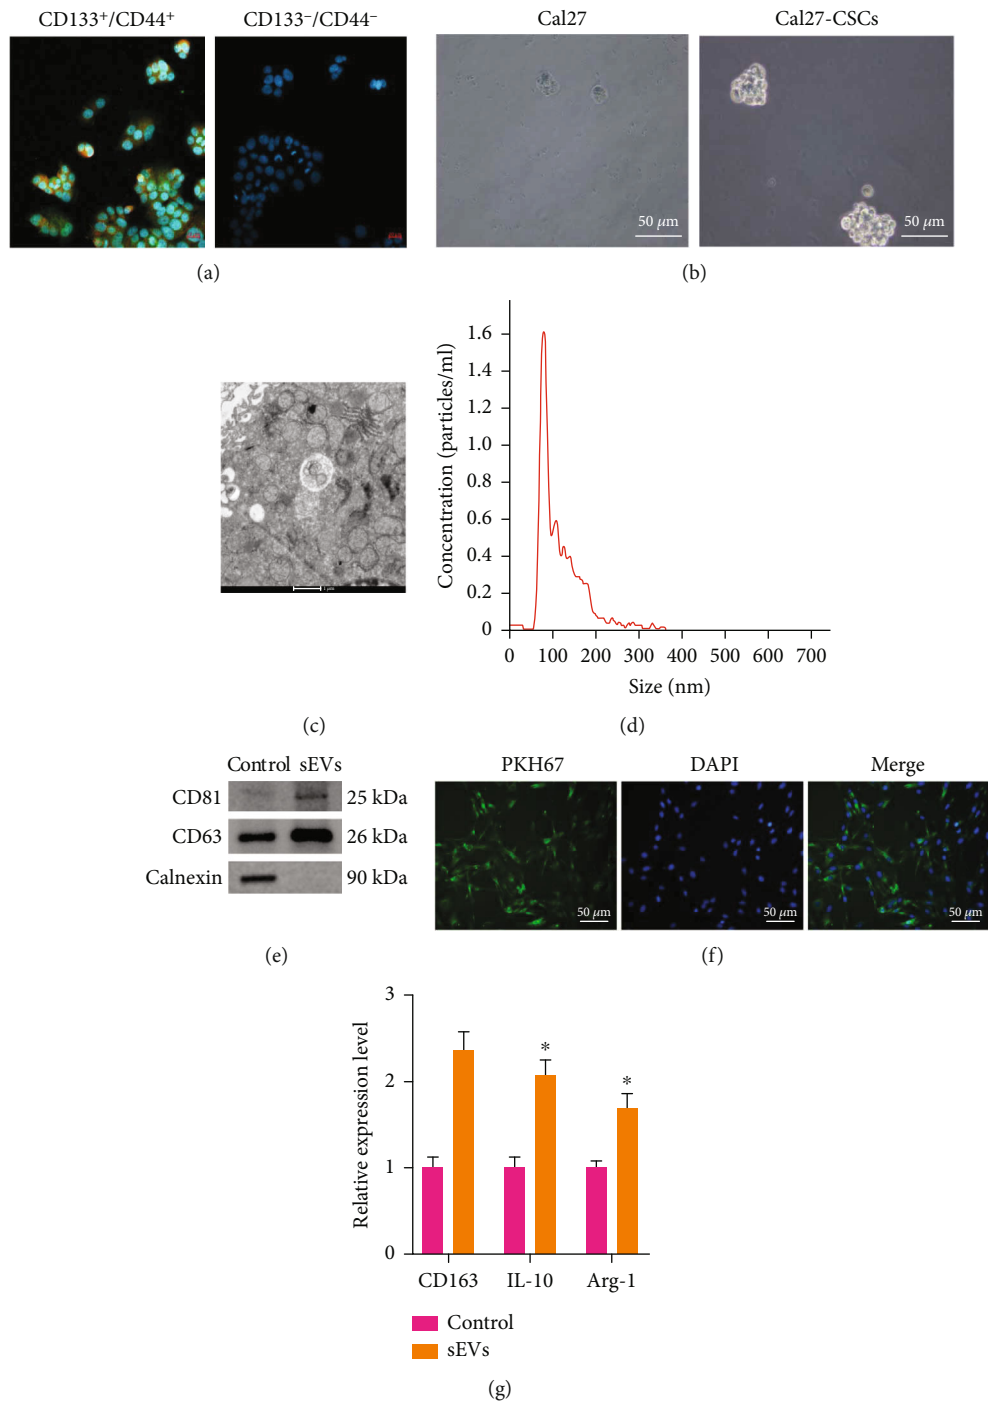 CD133⁺/CD44⁺
CD133⁻/CD44⁻
Cal27
Cal27-CSCs
50 μm
50 μm
(a)
(b)
1 μm
(c)
Concentration (particles/ml)
1.6
1.4
1.2
1.0
0.8
0.6
0.4
0.2
0
0 100 200 300 400 500 600 700
Size (nm)
(d)
Control sEVs
CD81 25 kDa
CD63 26 kDa
Calnexin 90 kDa
(e)
PKH67 DAPI Merge
50 μm 50 μm 50 μm
(f)
Relative expression level
3
2
1
0
* *
CD163 IL-10 Arg-1
Control
sEVs
(g)